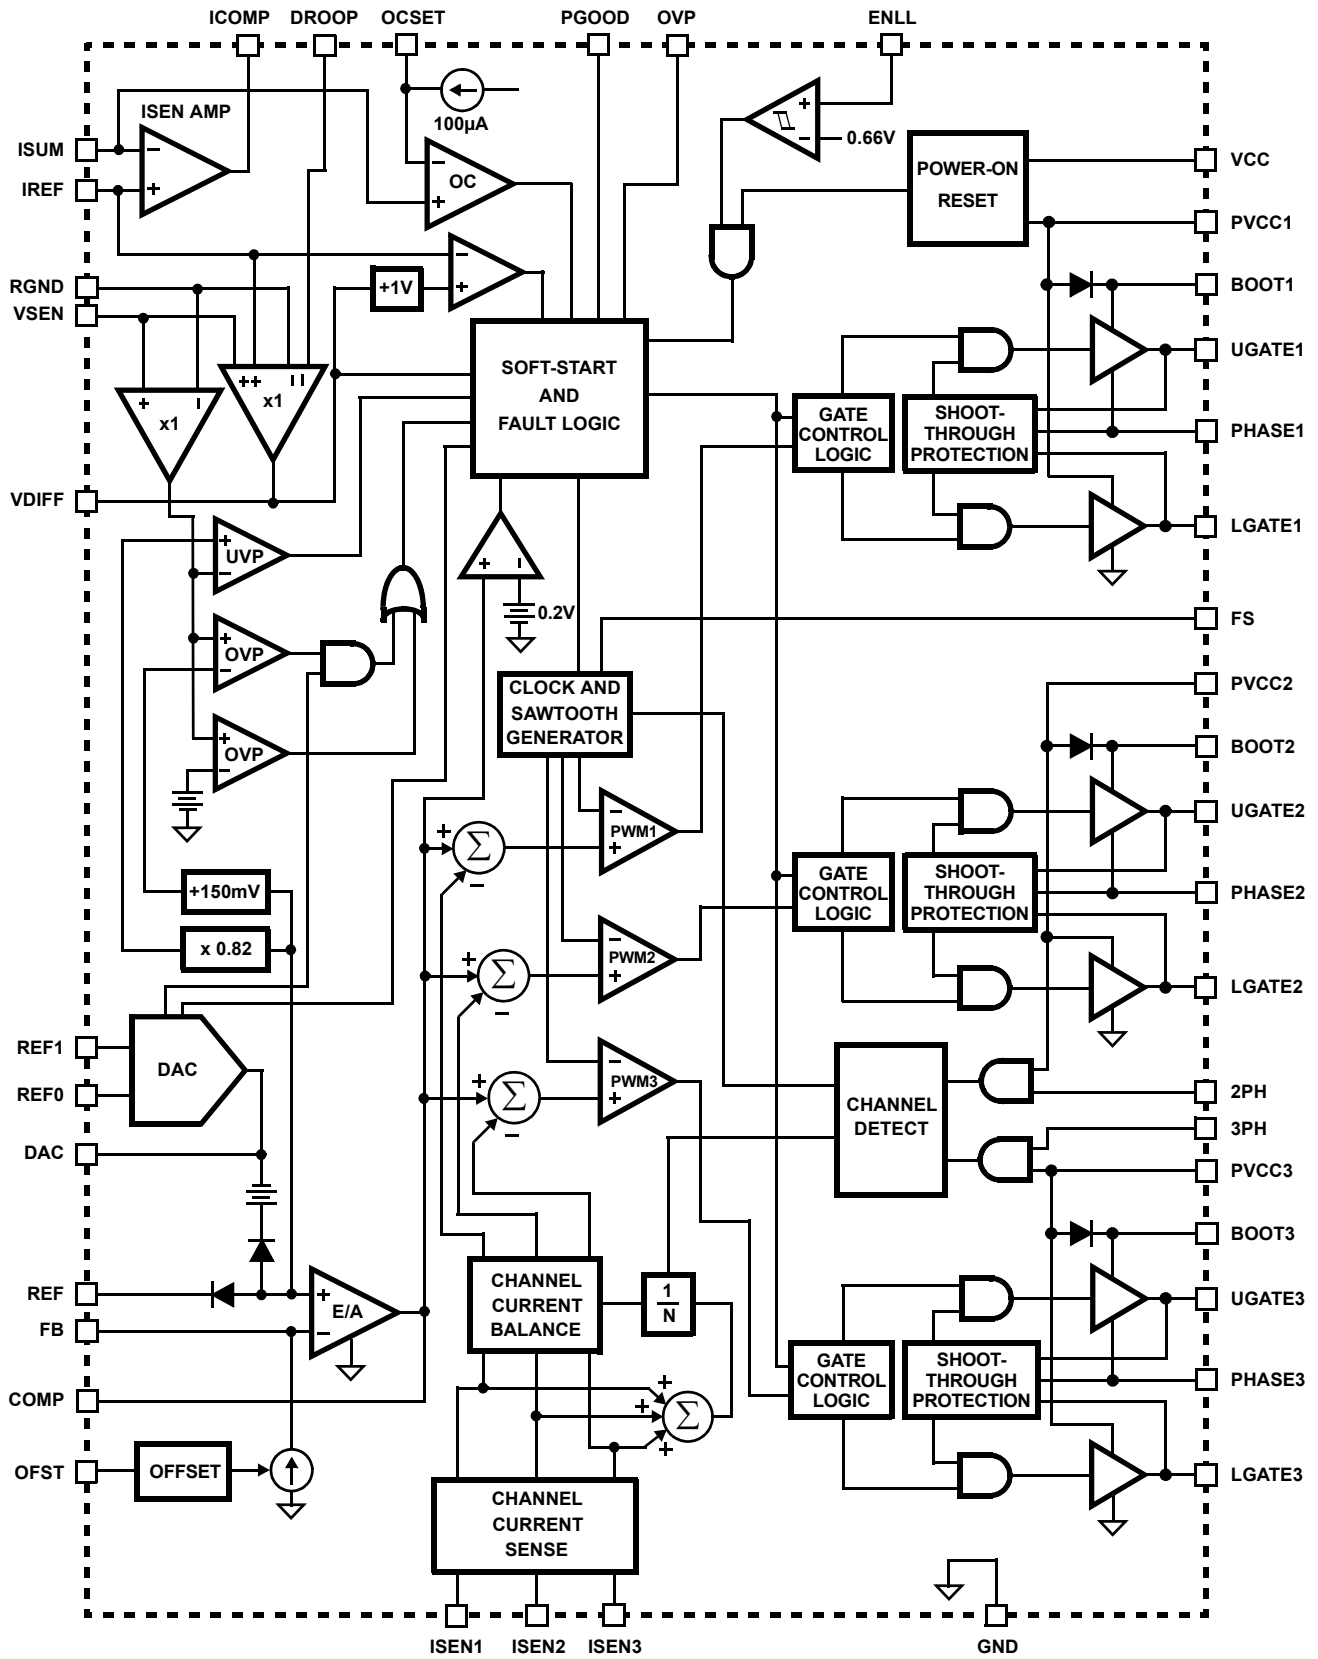 ICOMP DROOP OCSET PGOOD OVP ENLL
ISEN AMP
100µA
ISUM
−
+
IREF
−
OC
+
+
−
0.66V
POWER-ON
RESET
VCC
PVCC1
RGND
VSEN
+1V
−
+
BOOT1
UGATE1
SOFT-START
AND
FAULT LOGIC
+ −
x1
++ − −
x1
GATE
CONTROL
LOGIC
SHOOT-
THROUGH
PROTECTION
PHASE1
VDIFF
LGATE1
+
UVP
−
+ −
0.2V
FS
+
OVP
−
CLOCK AND
SAWTOOTH
GENERATOR
PVCC2
+
OVP
−
BOOT2
+
Σ
−
−
PWM1
+
UGATE2
GATE
CONTROL
LOGIC
SHOOT-
THROUGH
PROTECTION
PHASE2
+150mV
x 0.82
+
Σ
−
−
PWM2
+
LGATE2
REF1
DAC
REF0
+
Σ
−
−
PWM3
+
CHANNEL
DETECT
2PH
3PH
DAC
PVCC3
BOOT3
REF
FB
+
E/A
−
CHANNEL
CURRENT
BALANCE
1
N
UGATE3
GATE
CONTROL
LOGIC
SHOOT-
THROUGH
PROTECTION
PHASE3
COMP
+
+
Σ
+
OFST
OFFSET
LGATE3
CHANNEL
CURRENT
SENSE
ISEN1 ISEN2 ISEN3 GND